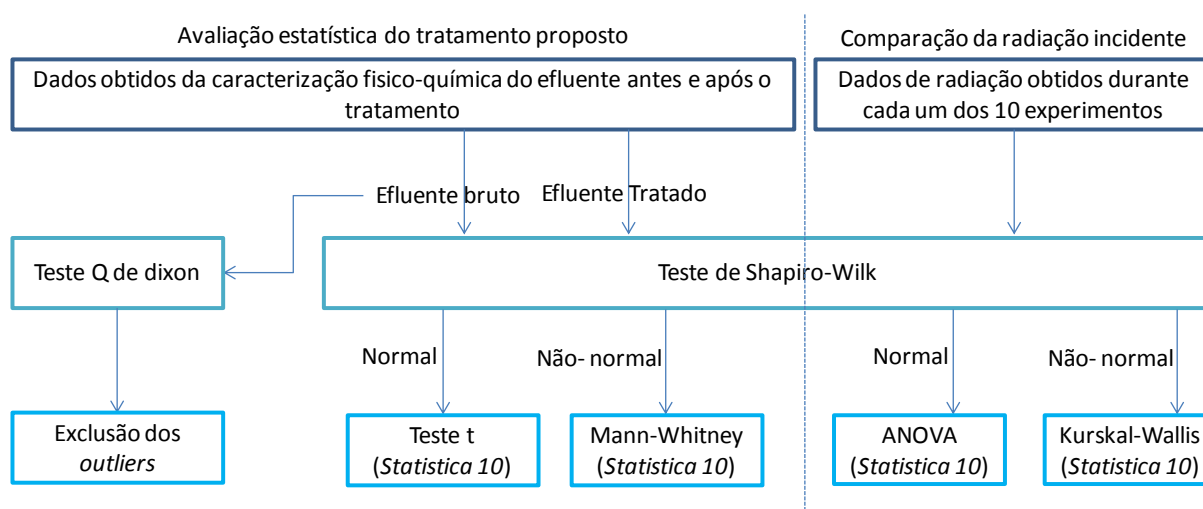 Avaliação estatística do tratamento proposto
Comparação da radiação incidente
Dados obtidos da caracterização fisico-química do efluente antes e após o
tratamento
Dados de radiação obtidos durante
cada um dos 10 experimentos
Efluente bruto
Efluente Tratado
Teste Q de dixon
Teste de Shapiro-Wilk
Normal
Não- normal
Normal
Não- normal
Exclusão dos
outliers
Teste t
(Statistica 10)
Mann-Whitney
(Statistica 10)
ANOVA
(Statistica 10)
Kurskal-Wallis
(Statistica 10)